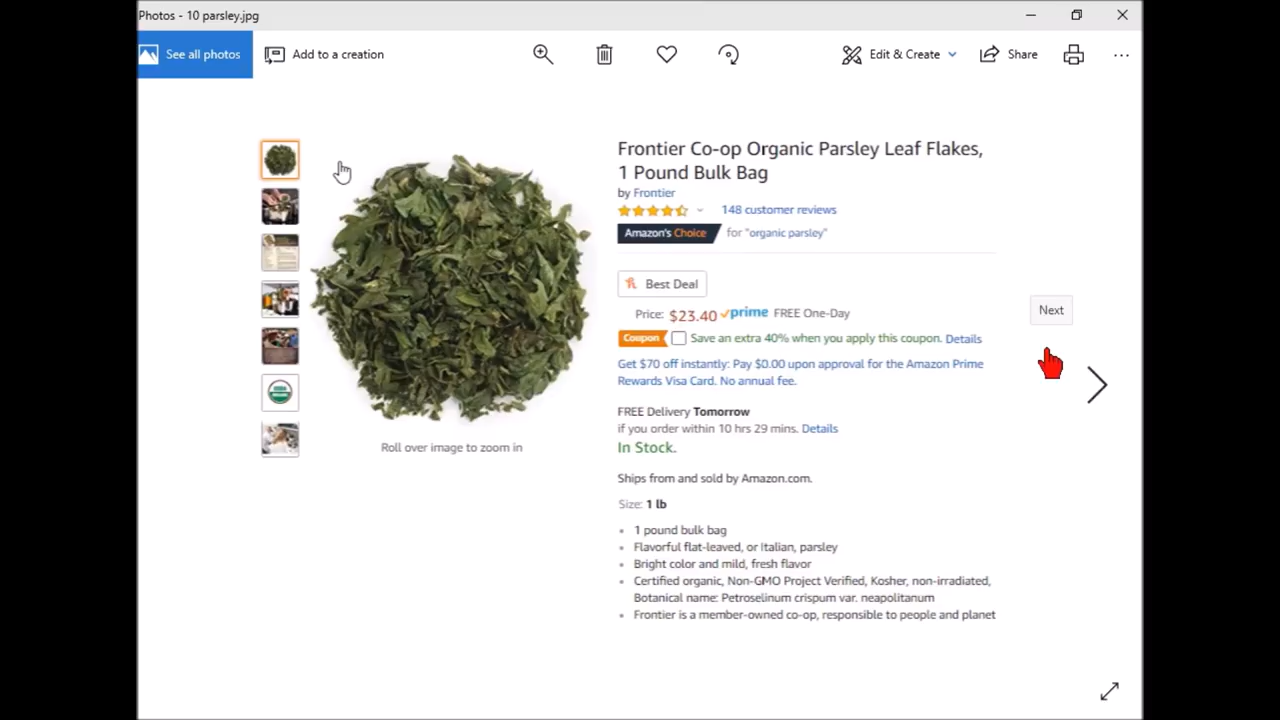 Photos - 10 parsley.jpg
See all photos
Add to a creation
Edit & Create
Share
Frontier Co-op Organic Parsley Leaf Flakes,
1 Pound Bulk Bag
by Frontier
148 customer reviews
Amazon's Choice for "organic parsley"
Best Deal
Price: $23.40 prime FREE One-Day
Coupon Save an extra 40% when you apply this coupon. Details
Get $70 off instantly: Pay $0.00 upon approval for the Amazon Prime
Rewards Visa Card. No annual fee.
FREE Delivery Tomorrow
if you order within 10 hrs 29 mins. Details
In Stock.
Ships from and sold by Amazon.com.
Size: 1 lb
1 pound bulk bag
Flavorful flat-leaved, or Italian, parsley
Bright color and mild, fresh flavor
Certified organic, Non-GMO Project Verified, Kosher, non-irradiated,
Botanical name: Petroselinum crispum var. neapolitanum
Frontier is a member-owned co-op, responsible to people and planet
Roll over image to zoom in
Next